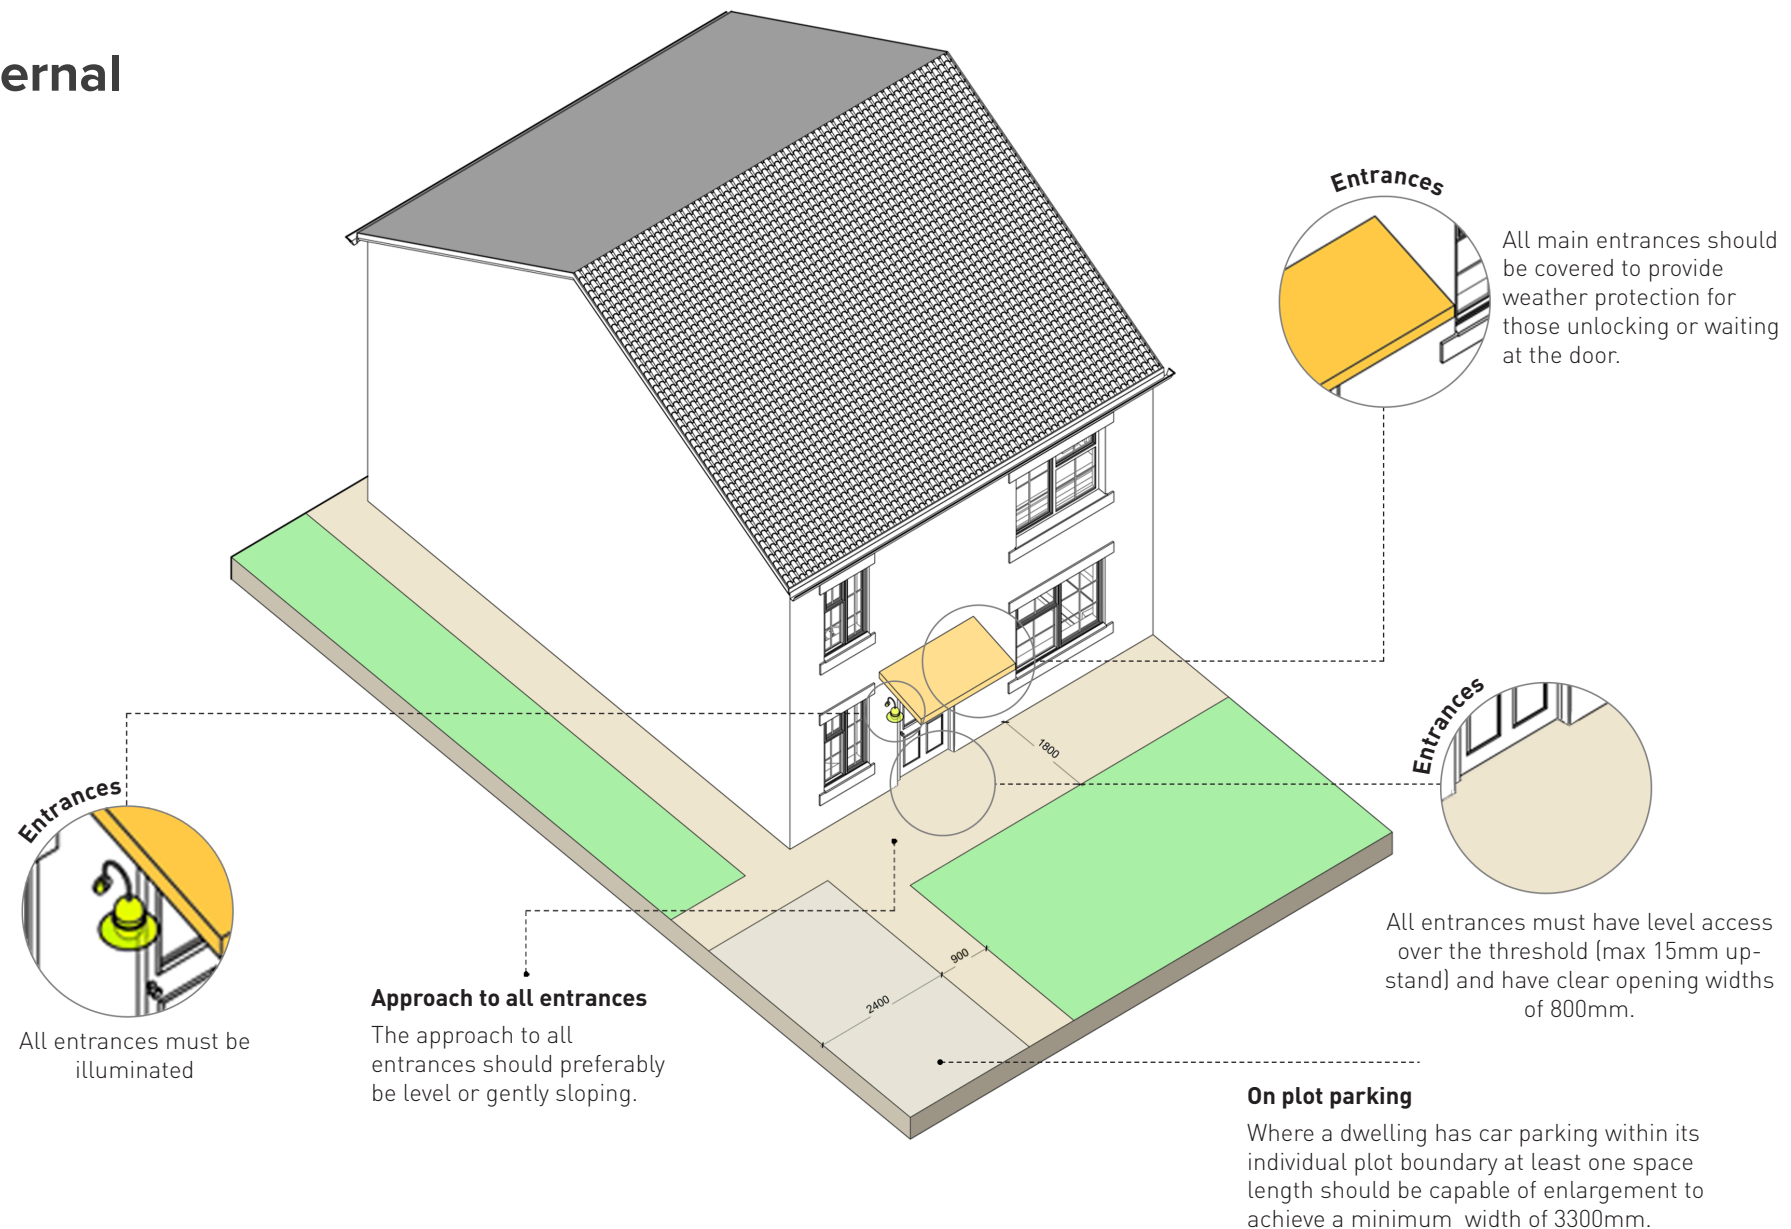 ernal
Entrances
All main entrances should
be covered to provide
weather protection for
those unlocking or waiting
at the door.
1800
Entrances
All entrances must have level access
over the threshold (max 15mm up-
stand) and have clear opening widths
of 800mm.
Entrances
All entrances must be
illuminated
900
2400
Approach to all entrances
The approach to all
entrances should preferably
be level or gently sloping.
On plot parking
Where a dwelling has car parking within its
individual plot boundary at least one space
length should be capable of enlargement to
achieve a minimum  width of 3300mm.